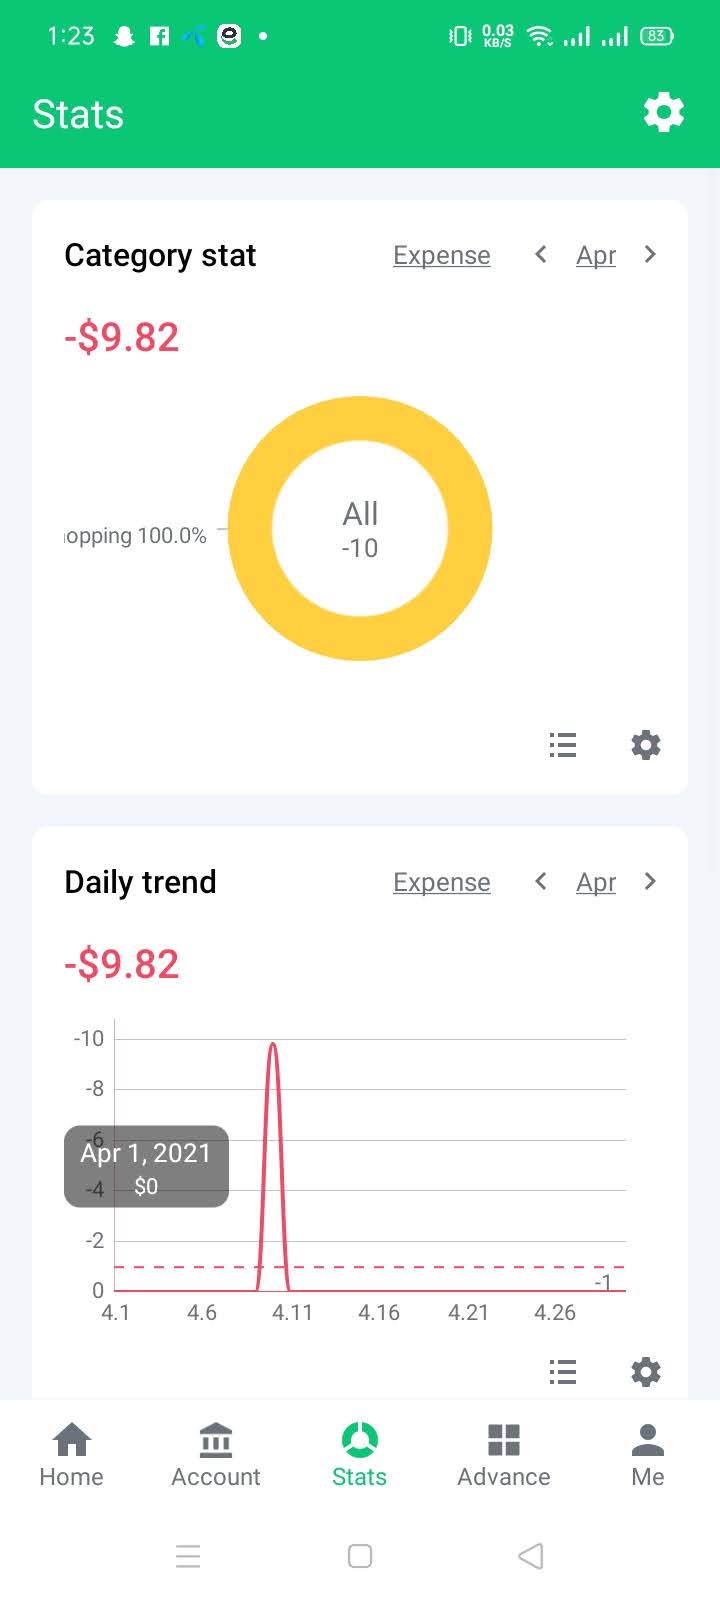 1:23 0.03 KB/S 83
Stats
Category stat Expense Apr
-$9.82
All
-10
opping 100.0%
Daily trend Expense Apr
-$9.82
-10
-8
-6
Apr 1, 2021
-4 $0
-2
-1
0
4.1 4.6 4.11 4.16 4.21 4.26
Home Account Stats Advance Me